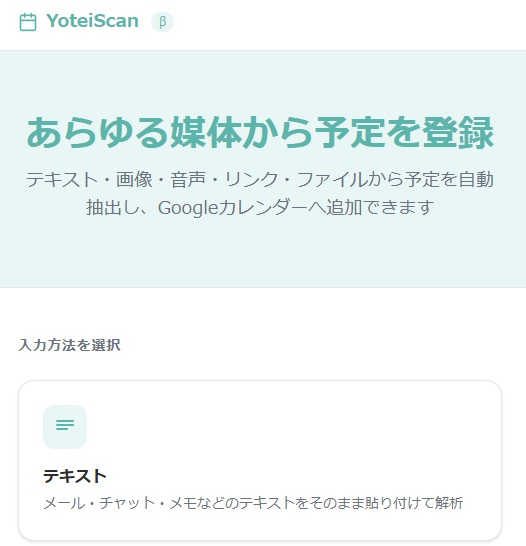 YoteiScan β
あらゆる媒体から予定を登録
テキスト・画像・音声・リンク・ファイルから予定を自動
抽出し、Googleカレンダーへ追加できます
入力方法を選択
テキスト
メール・チャット・メモなどのテキストをそのまま貼り付けて解析